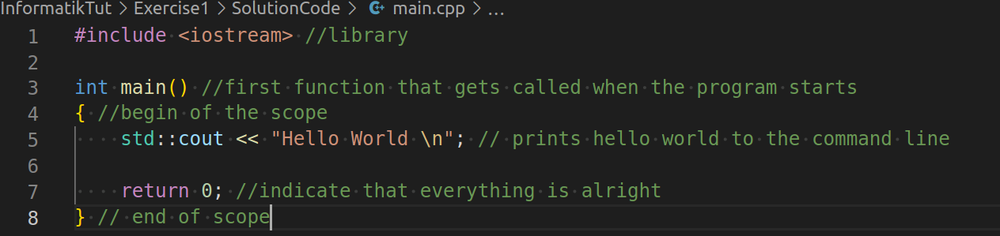 InformatikTut > Exercise1 > SolutionCode > main.cpp > ...
1 #include <iostream> //library
2
3 int main() //first function that gets called when the program starts
4 { //begin of the scope
5     std::cout << "Hello World \n"; // prints hello world to the command line
6
7     return 0; //indicate that everything is alright
8 } // end of scope